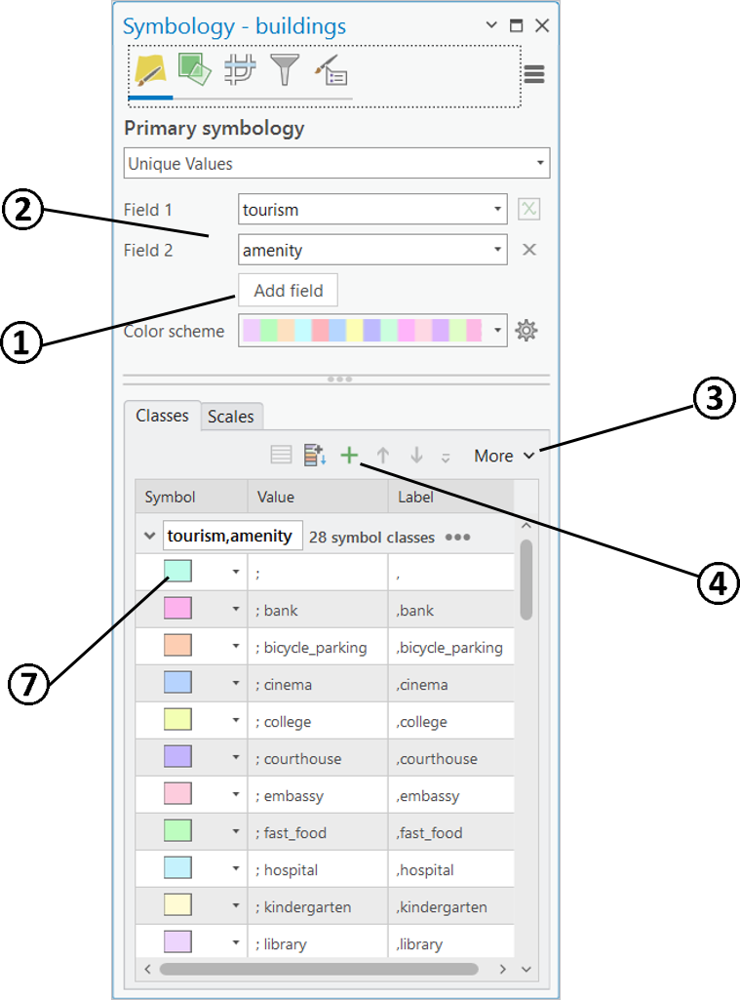 Symbology - buildings
Primary symbology
Unique Values
2
Field 1 tourism
Field 2 amenity
Add field
1
Color scheme
Classes Scales
3
More
Symbol Value Label
tourism,amenity 28 symbol classes
; ,
4
; bank ,bank
; bicycle_parking ,bicycle_parking
7
; cinema ,cinema
; college ,college
; courthouse ,courthouse
; embassy ,embassy
; fast_food ,fast_food
; hospital ,hospital
; kindergarten ,kindergarten
; library ,library